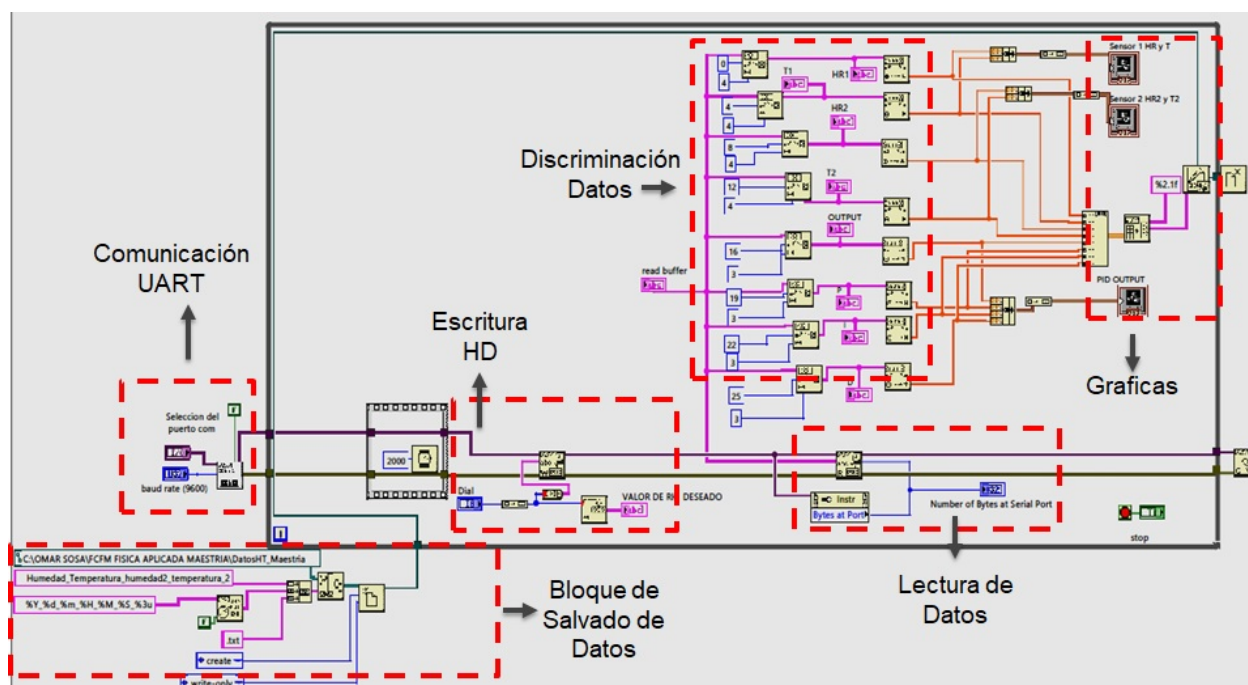 Sensor 1 HR y T
0
4
T1
HR1
Sensor 2 HR2 y T2
4
4
HR2
8
4
Discriminación
Datos
T2
12
4
%2.1f
OUTPUT
16
3
read buffer
19
P
3
PID OUTPUT
I
22
3
25
3
Comunicación
UART
Escritura
HD
Graficas
Seleccion del
puerto com
F
baud rate (9600)
2000
Dial
VALOR DE RH DESEADO
Instr
Bytes at Port
Number of Bytes at Serial Port
stop
i
C:\OMAR SOSA\FCFM FISICA APLICADA MAESTRIA\DatosHT_Maestria
Humedad_Temperatura_humedad2_temperatura_2
%Y_%d_%m_%H_%M_%S_%3u
F
.txt
create
write-only
Bloque de
Salvado de
Datos
Lectura de
Datos